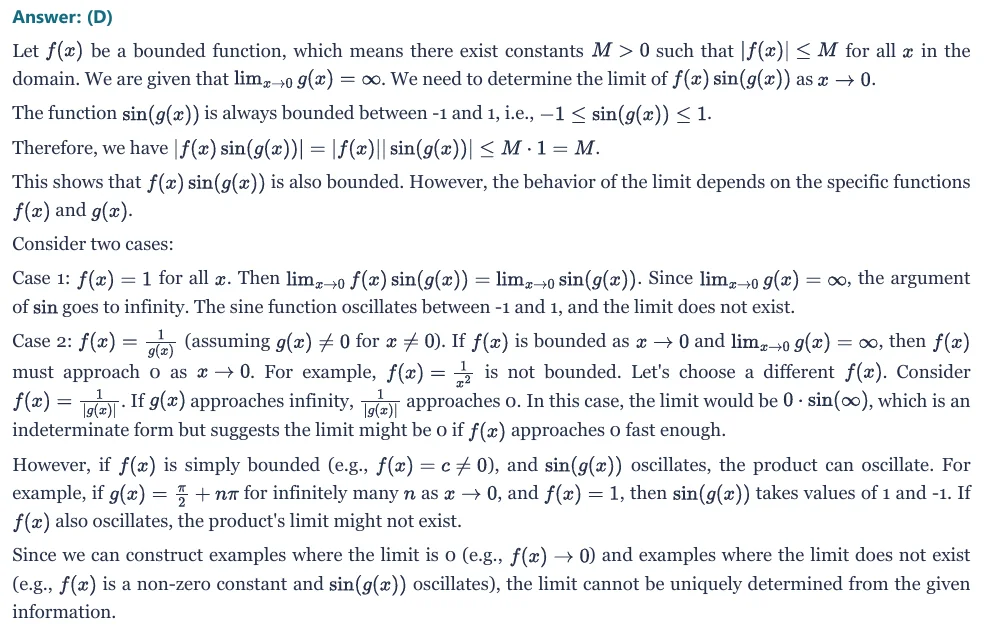 Answer: (D)
Let f(x) be a bounded function, which means there exist constants M > 0 such that |f(x)| ≤ M for all x in the
domain. We are given that lim_{x→0} g(x) = ∞. We need to determine the limit of f(x) sin(g(x)) as x → 0.
The function sin(g(x)) is always bounded between -1 and 1, i.e., −1 ≤ sin(g(x)) ≤ 1.
Therefore, we have |f(x) sin(g(x))| = |f(x)|| sin(g(x))| ≤ M · 1 = M.
This shows that f(x) sin(g(x)) is also bounded. However, the behavior of the limit depends on the specific functions
f(x) and g(x).
Consider two cases:
Case 1: f(x) = 1 for all x. Then lim_{x→0} f(x) sin(g(x)) = lim_{x→0} sin(g(x)). Since lim_{x→0} g(x) = ∞, the argument
of sin goes to infinity. The sine function oscillates between -1 and 1, and the limit does not exist.
Case 2: f(x) = 1/g(x) (assuming g(x) ≠ 0 for x ≠ 0). If f(x) is bounded as x → 0 and lim_{x→0} g(x) = ∞, then f(x)
must approach 0 as x → 0. For example, f(x) = 1/x² is not bounded. Let's choose a different f(x). Consider
f(x) = 1/|g(x)|. If g(x) approaches infinity, 1/|g(x)| approaches 0. In this case, the limit would be 0 · sin(∞), which is an
indeterminate form but suggests the limit might be 0 if f(x) approaches 0 fast enough.
However, if f(x) is simply bounded (e.g., f(x) = c ≠ 0), and sin(g(x)) oscillates, the product can oscillate. For
example, if g(x) = π/2 + nπ for infinitely many n as x → 0, and f(x) = 1, then sin(g(x)) takes values of 1 and -1. If
f(x) also oscillates, the product's limit might not exist.
Since we can construct examples where the limit is 0 (e.g., f(x) → 0) and examples where the limit does not exist
(e.g., f(x) is a non-zero constant and sin(g(x)) oscillates), the limit cannot be uniquely determined from the given
information.